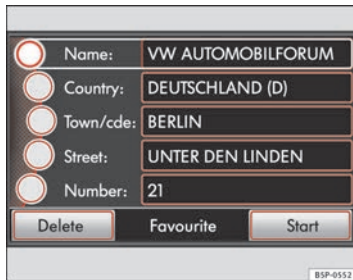 Name: VW AUTOMOBILFORUM
Country: DEUTSCHLAND (D)
Town/cde: BERLIN
Street: UNTER DEN LINDEN
Number: 21
Delete Favourite Start
B5P-0552